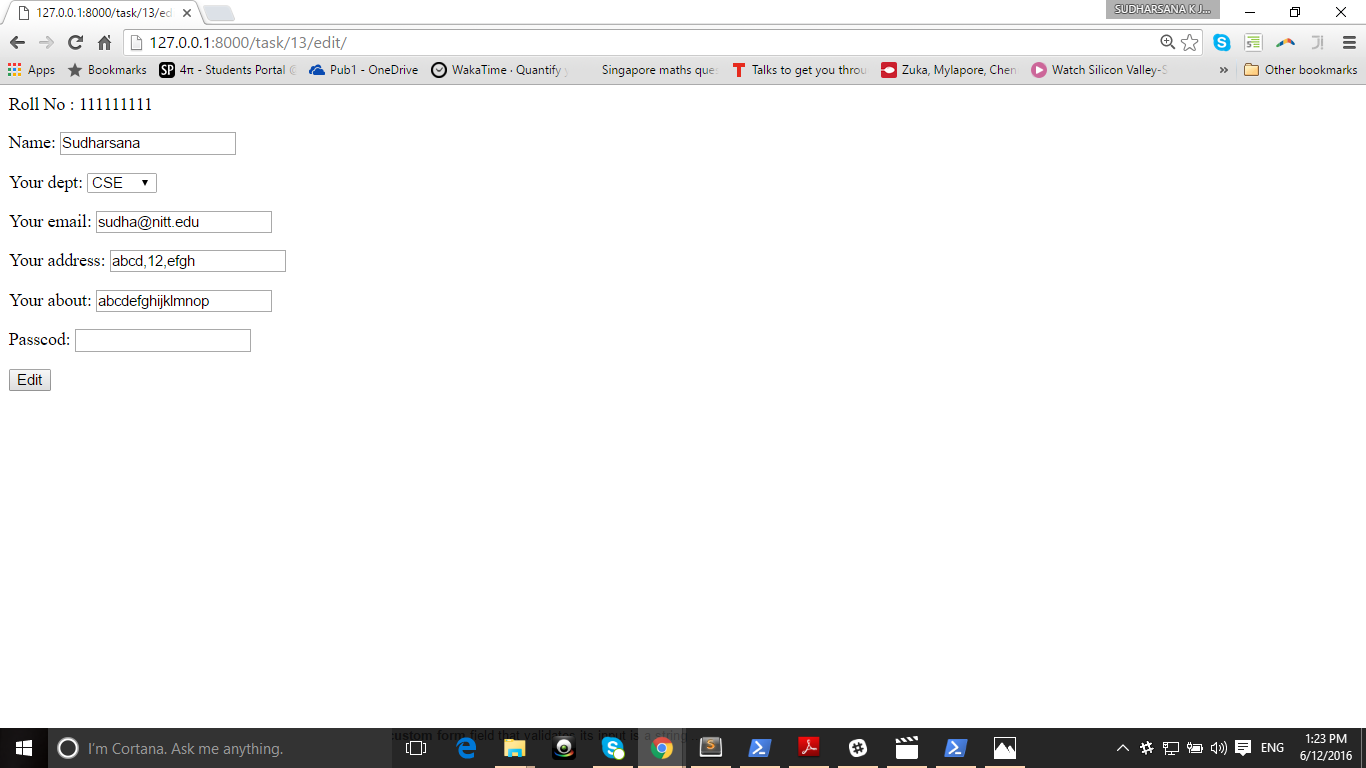 127.0.0.1:8000/task/13/ed
SUDHARSANA K J...
127.0.0.1:8000/task/13/edit/
Apps Bookmarks SP 4π - Students Portal Pub1 - OneDrive WakaTime · Quantify Singapore maths que T Talks to get you throu Zuka, Mylapore, Chen Watch Silicon Valley-S » Other bookmarks
Roll No : 111111111
Name: Sudharsana
Your dept: CSE
Your email: sudha@nitt.edu
Your address: abcd,12,efgh
Your about: abcdefghijklmnop
Passcod:
Edit
custom form field that validates its input is a string
I'm Cortana. Ask me anything.
ENG
1:23 PM
6/12/2016